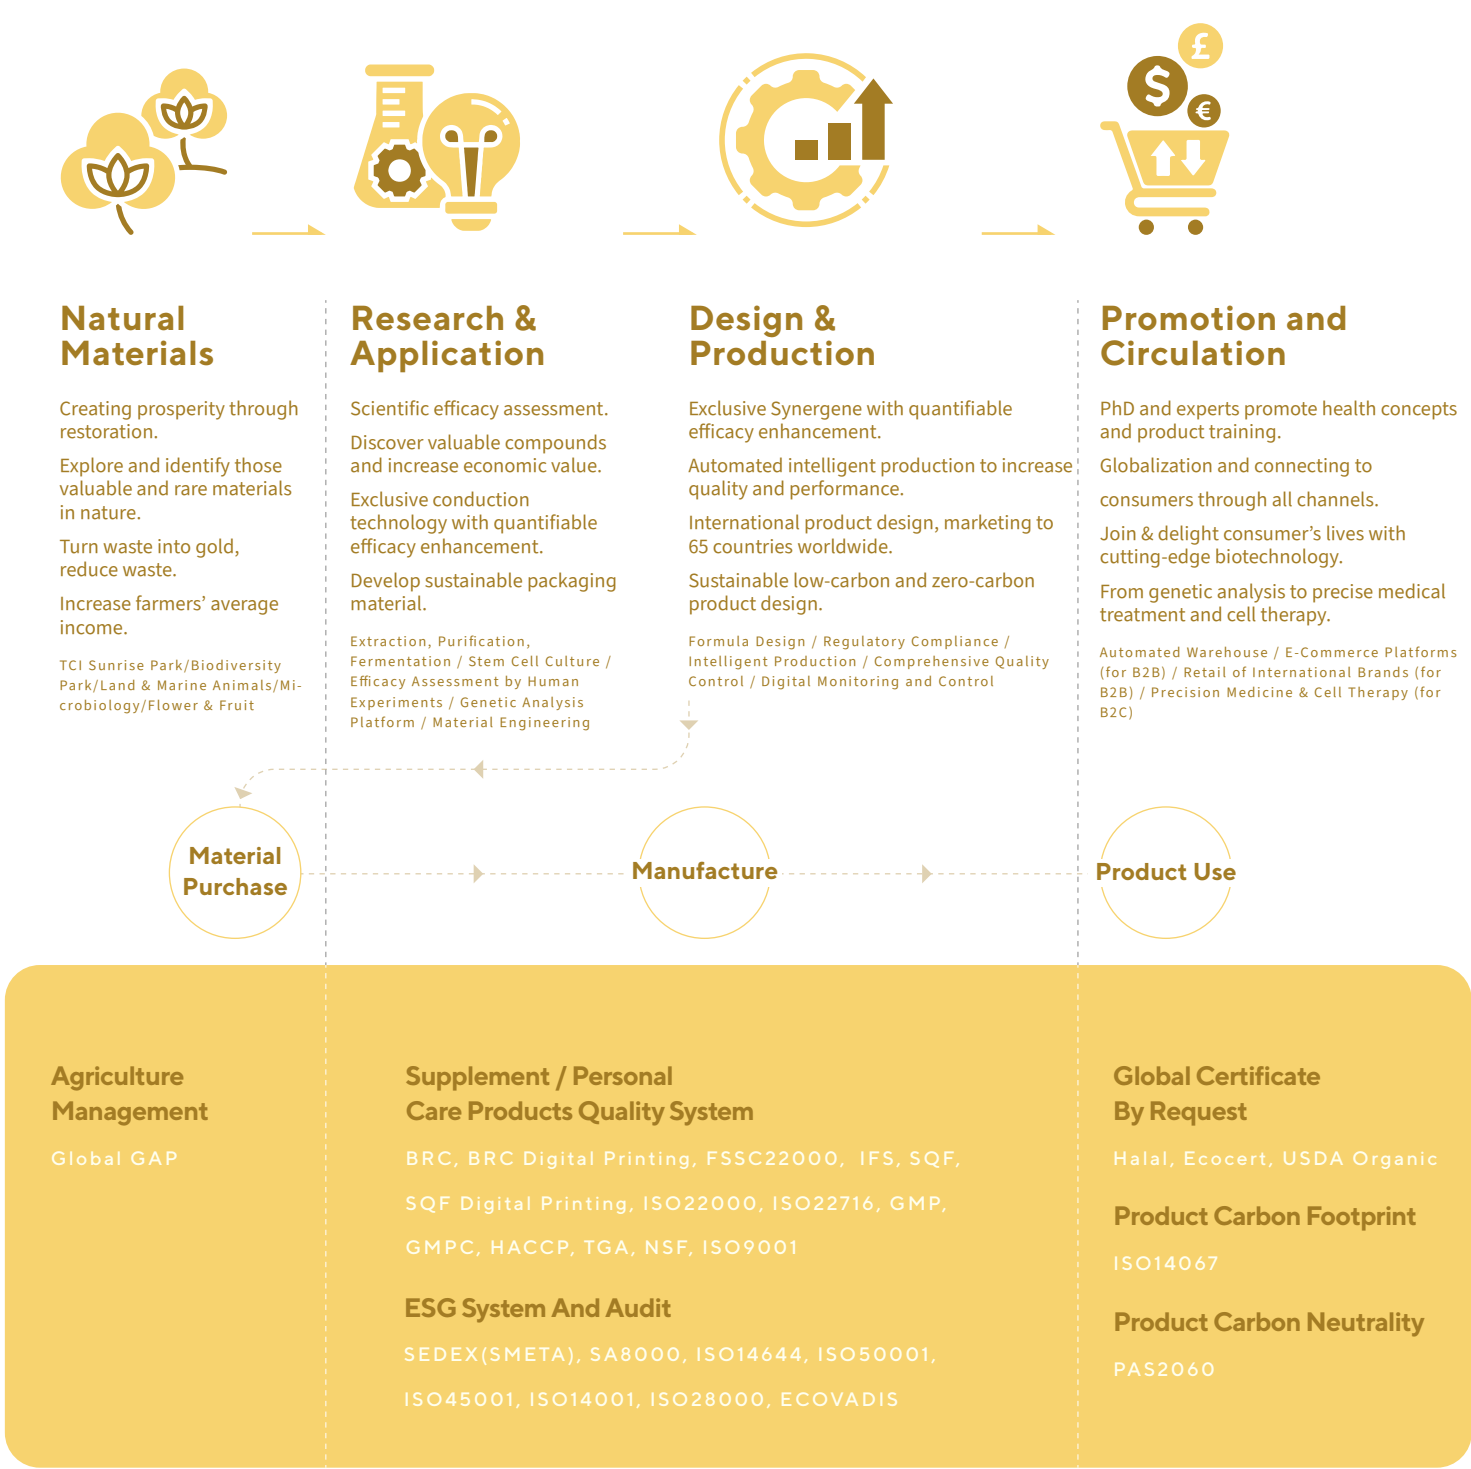 £
$
€
Natural
Materials
Creating prosperity through
restoration.
Explore and identify those
valuable and rare materials
in nature.
Turn waste into gold,
reduce waste.
Increase farmers’ average
income.
TCI Sunrise Park/Biodiversity
Park/Land & Marine Animals/Mi-
crobiology/Flower & Fruit
Research &
Application
Scientific efficacy assessment.
Discover valuable compounds
and increase economic value.
Exclusive conduction
technology with quantifiable
efficacy enhancement.
Develop sustainable packaging
material.
Extraction, Purification,
Fermentation / Stem Cell Culture /
Efficacy Assessment by Human
Experiments / Genetic Analysis
Platform / Material Engineering
Design &
Production
Exclusive Synergene with quantifiable
efficacy enhancement.
Automated intelligent production to increase
quality and performance.
International product design, marketing to
65 countries worldwide.
Sustainable low-carbon and zero-carbon
product design.
Formula Design / Regulatory Compliance /
Intelligent Production / Comprehensive Quality
Control / Digital Monitoring and Control
Promotion and
Circulation
PhD and experts promote health concepts
and product training.
Globalization and connecting to
consumers through all channels.
Join & delight consumer’s lives with
cutting-edge biotechnology.
From genetic analysis to precise medical
treatment and cell therapy.
Automated Warehouse / E-Commerce Platforms
(for B2B) / Retail of International Brands (for
B2B) / Precision Medicine & Cell Therapy (for
B2C)
Material
Purchase
Manufacture
Product Use
Agriculture
Management
Global GAP
Supplement / Personal
Care Products Quality System
BRC, BRC Digital Printing, FSSC22000, IFS, SQF,
SQF Digital Printing, ISO22000, ISO22716, GMP,
GMPC, HACCP, TGA, NSF, ISO9001
ESG System And Audit
SEDEX(SMETA), SA8000, ISO14644, ISO50001,
ISO45001, ISO14001, ISO28000, ECOVADIS
Global Certificate
By Request
Halal, Ecocert, USDA Organic
Product Carbon Footprint
ISO14067
Product Carbon Neutrality
PAS2060